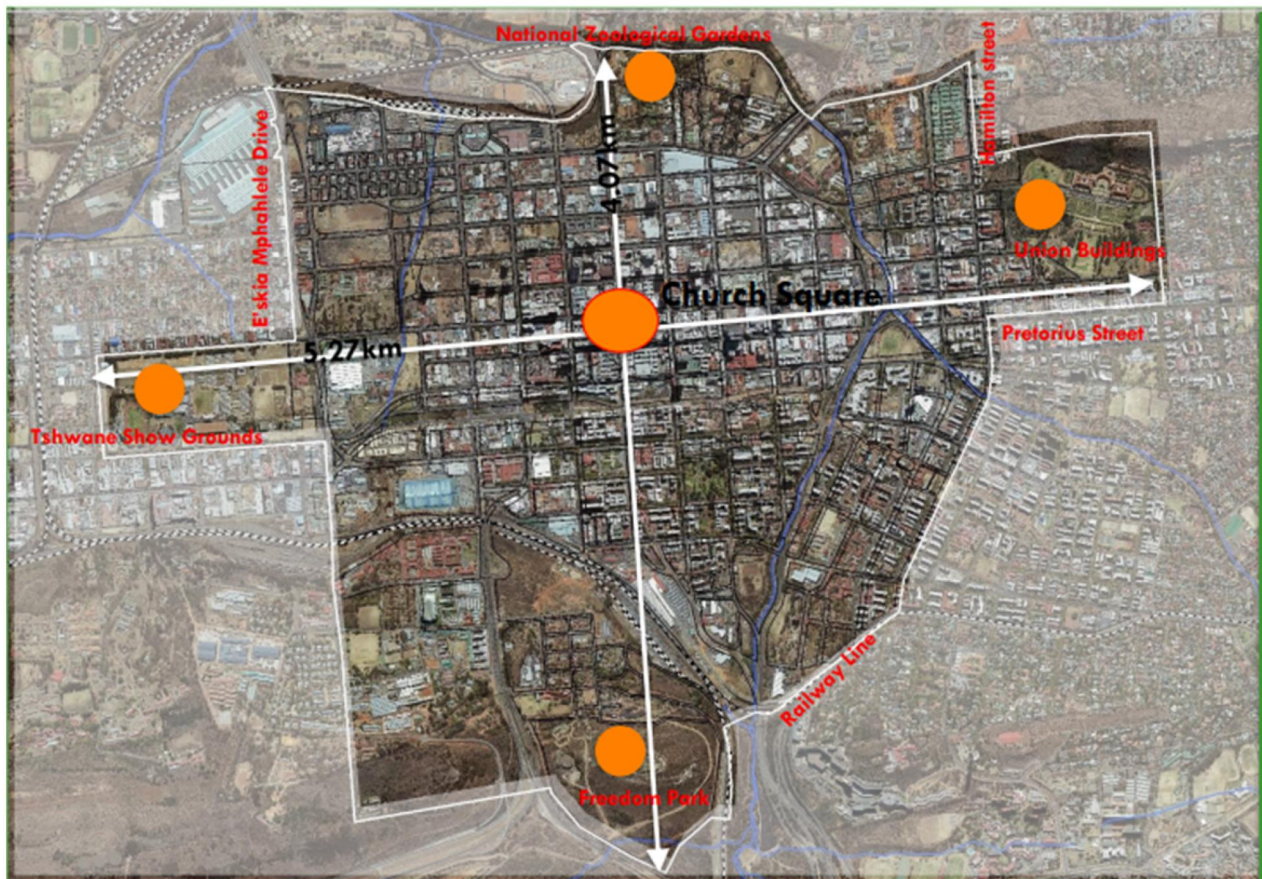 National Zoological Gardens
Hamilton street
E'skia Mphahlele Drive
4.07km
Union Buildings
Church Square
Pretorius Street
5.27km
Tshwane Show Grounds
Railway Line
Freedom Park